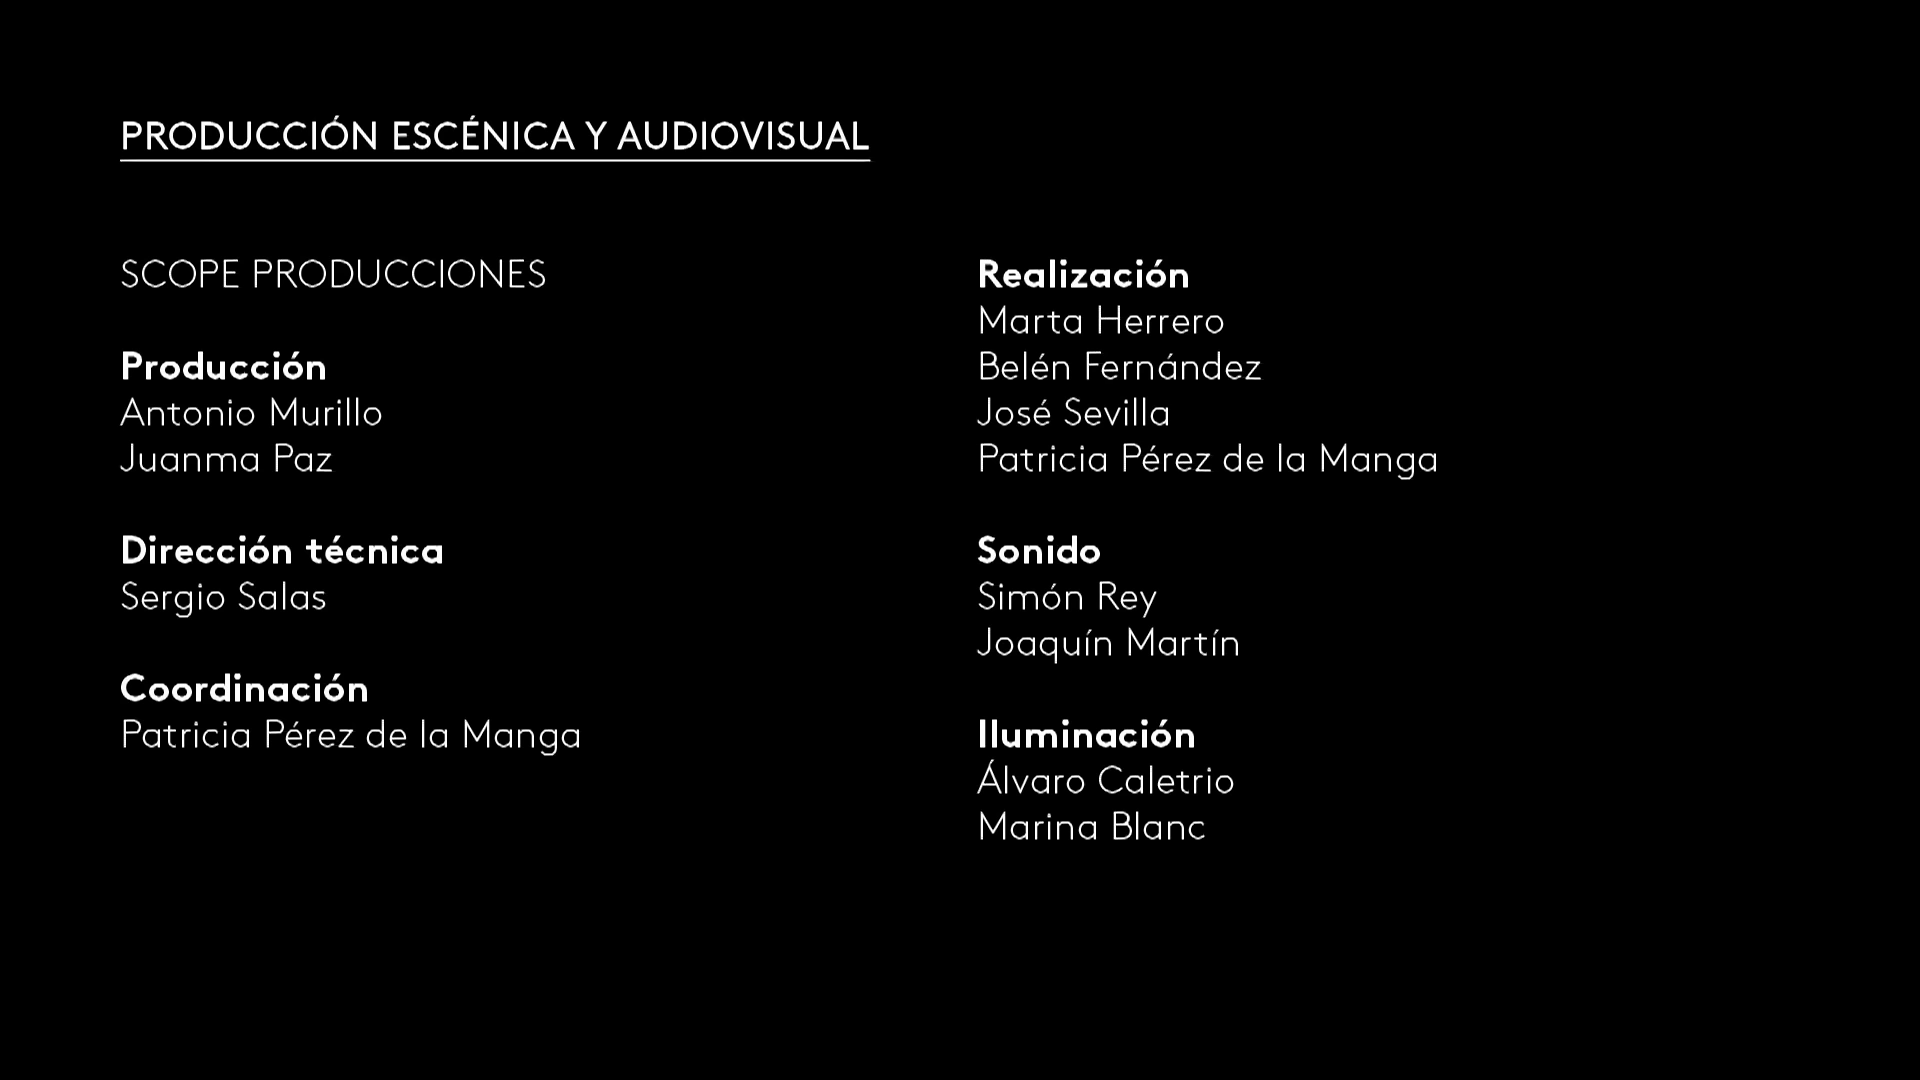 PRODUCCIÓN ESCÉNICA Y AUDIOVISUAL
SCOPE PRODUCCIONES
Producción
Antonio Murillo
Juanma Paz
Dirección técnica
Sergio Salas
Coordinación
Patricia Pérez de la Manga
Realización
Marta Herrero
Belén Fernández
José Sevilla
Patricia Pérez de la Manga
Sonido
Simón Rey
Joaquín Martín
Iluminación
Álvaro Caletrio
Marina Blanc